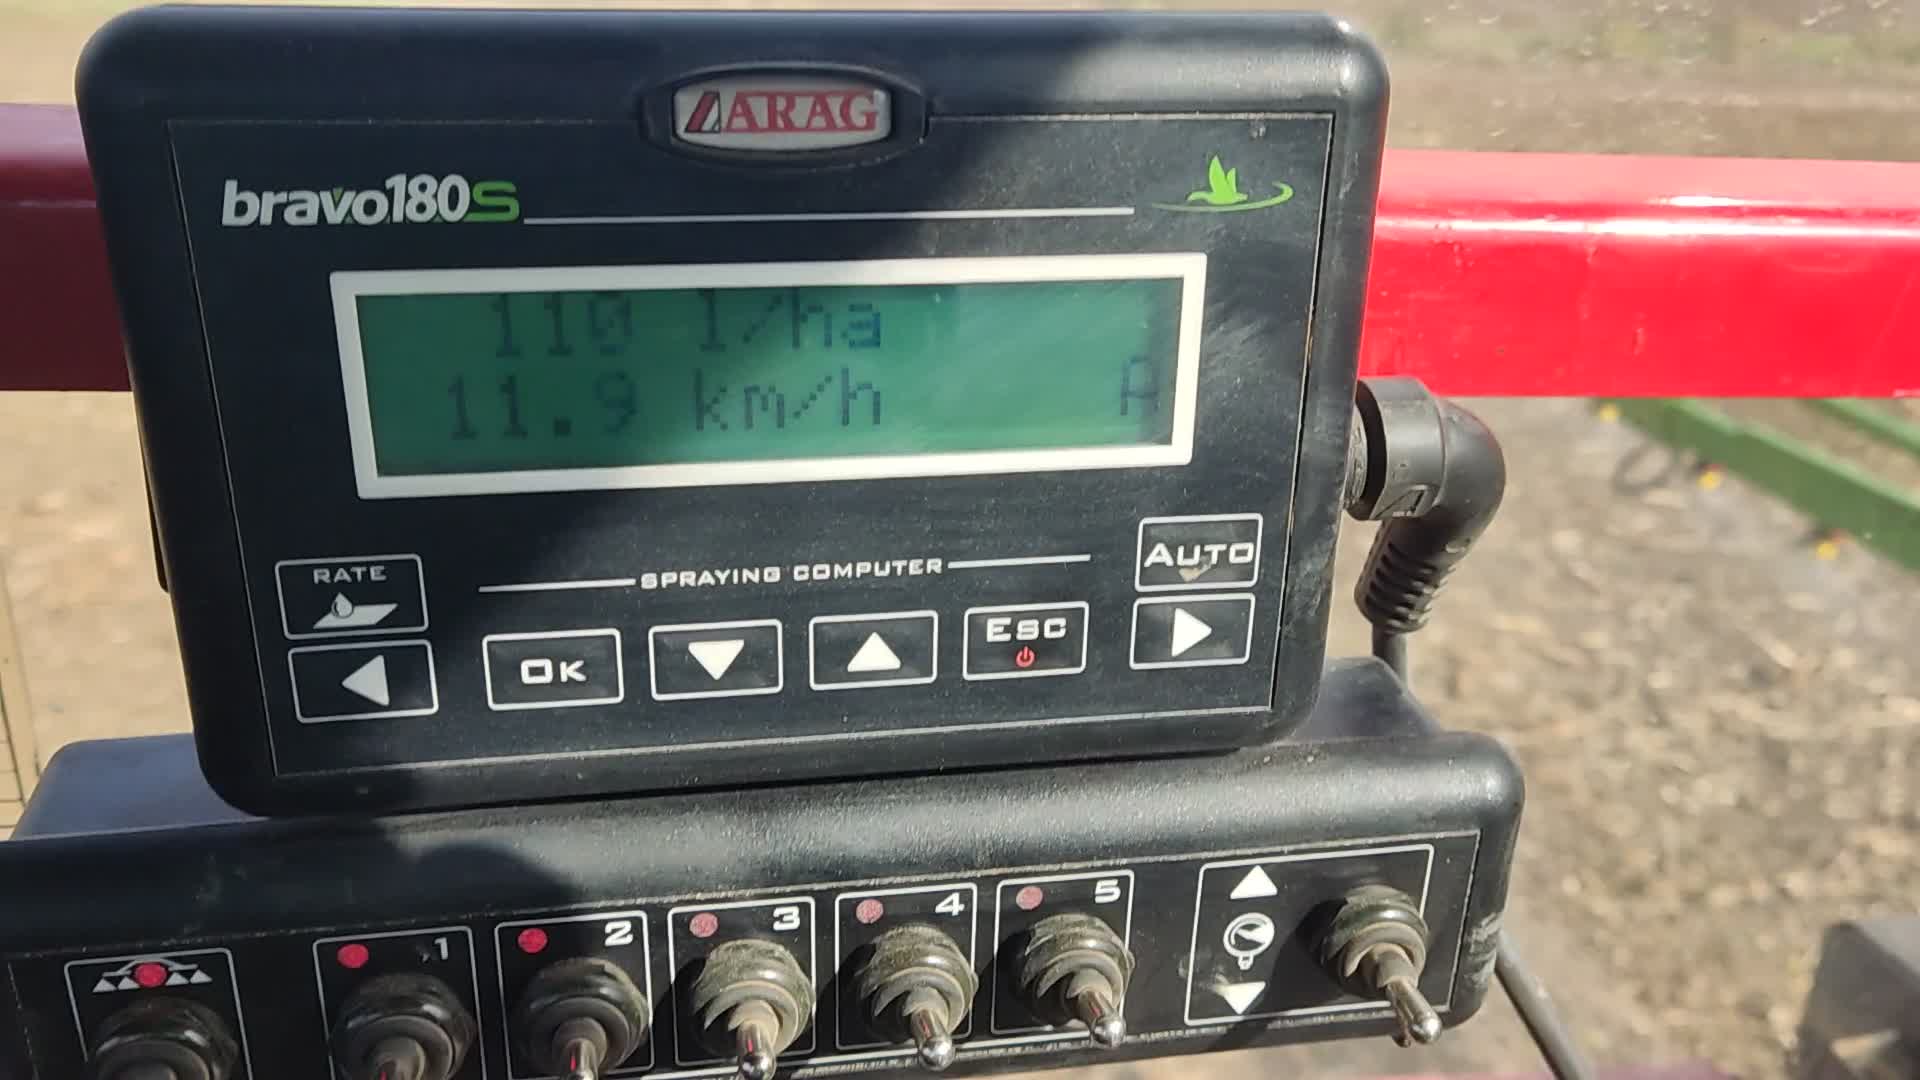 ARAG
bravo180S
110 l/ha
11.9 km/h A
RATE
SPRAYING COMPUTER
AUTO
OK
ESC
1
2
3
4
5